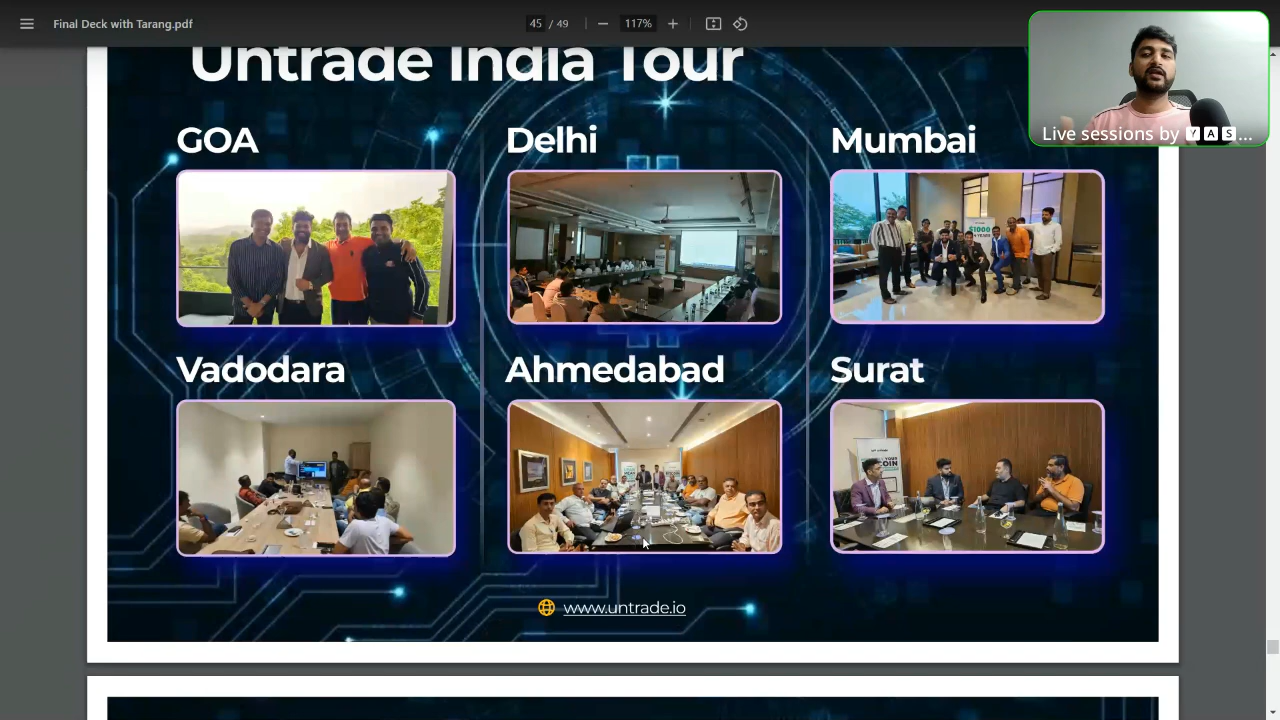 Final Deck with Tarang.pdf
45 / 49
117%
Live sessions by 🆈🅰🆂...
Untrade India Tour
GOA
Delhi
Mumbai
$1000
Vadodara
Ahmedabad
Surat
www.untrade.io